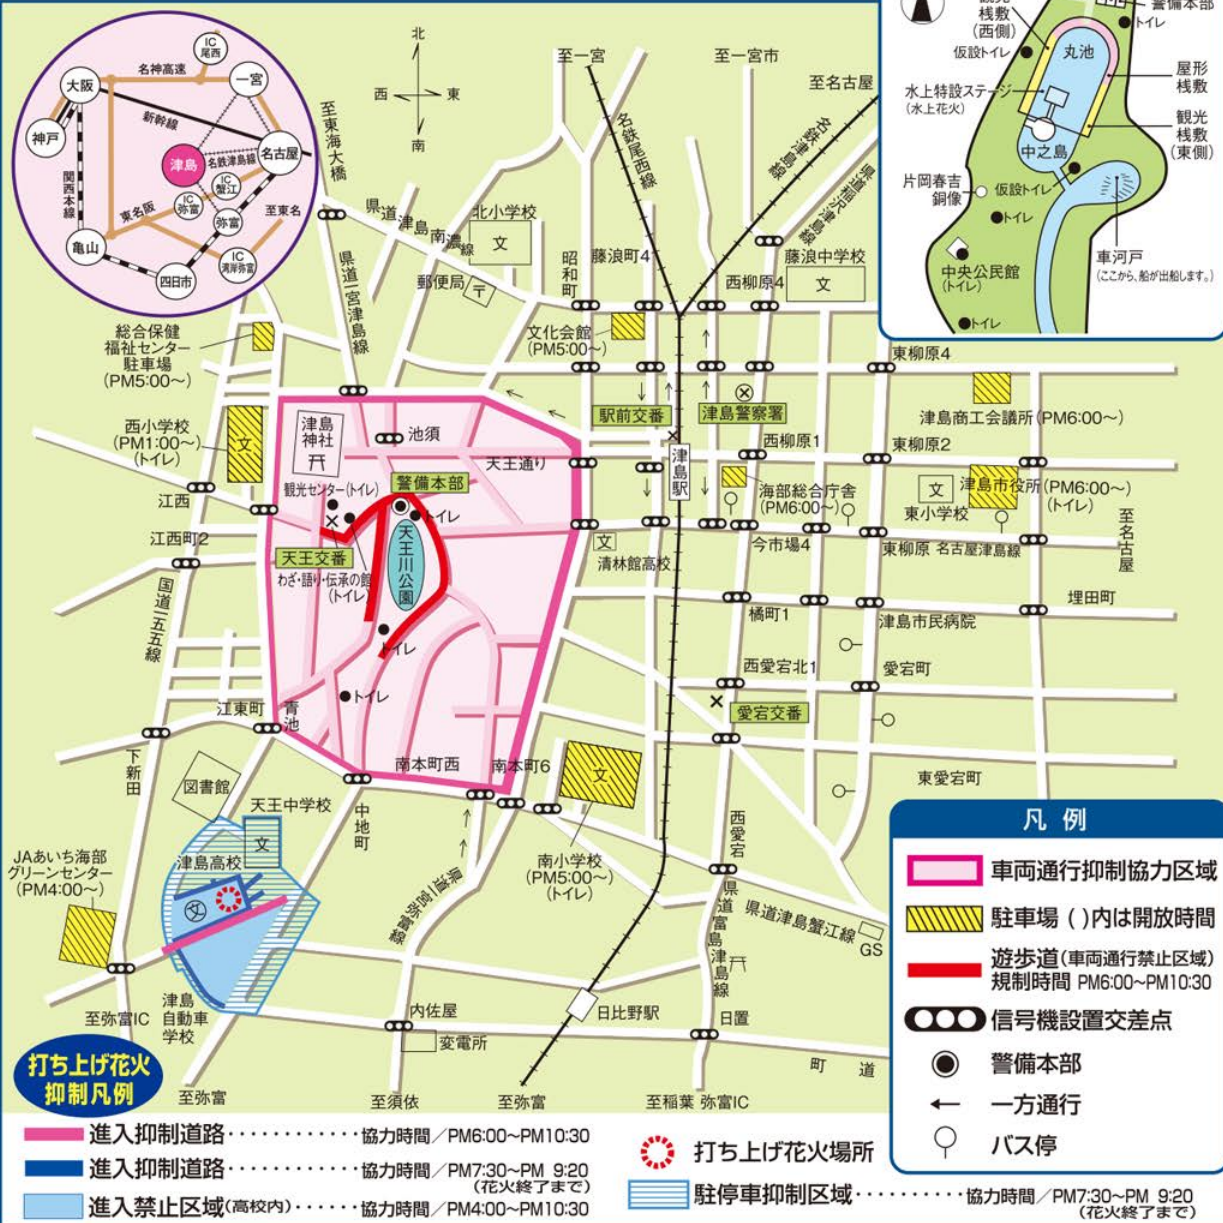 IC
尾西
名神高速
大阪
一宮
新幹線
神戸
津島
名鉄津島線
名古屋
IC
蟹江
IC
弥富
関西本線
東名阪
弥富
至東名
亀山
IC
湾岸弥富
四日市
北
西
東
南
至東海大橋
至一宮
至一宮市
至名古屋
名鉄尾西線
名鉄津島線
県道稲沢津島線
警備本部
トイレ
桟敷
(西側)
仮設トイレ
丸池
水上特設ステージ
(水上花火)
屋形
桟敷
観光
桟敷
(東側)
中之島
片岡春吉
銅像
仮設トイレ
トイレ
中央公民館
(トイレ)
車河戸
(ここから、船が出船します。)
トイレ
県道津島南濃線
北小学校
文
郵便局
〒
県道一宮津島線
昭和町
藤浪町4
西柳原4
藤浪中学校
文
総合保健
福祉センター
駐車場
(PM5:00〜)
文化会館
(PM5:00〜)
東柳原4
駅前交番
津島警察署
津島商工会議所(PM6:00〜)
西小学校
(PM1:00〜)
(トイレ)
文
津島
神社
池須
天王通り
津島駅
西柳原1
東柳原2
江西
観光センター(トイレ)
警備本部
トイレ
海部総合庁舎
(PM6:00〜)
文
東小学校
津島市役所(PM6:00〜)
(トイレ)
至名古屋
江西町2
天王交番
わざ・語り・伝承の館
(トイレ)
天王川公園
文
清林館高校
今市場4
東柳原
名古屋津島線
国道一五五線
橘町1
津島市民病院
埋田町
トイレ
トイレ
西愛宕北1
愛宕町
愛宕交番
江東町
青池
下新田
図書館
天王中学校
文
南本町西
南本町6
文
中地町
東愛宕町
西愛宕
津島高校
文
JAあいち海部
グリーンセンター
(PM4:00〜)
南小学校
(PM5:00〜)
(トイレ)
県道一宮弥富線
県道富島津島線
県道津島蟹江線
GS
津島
自動車
学校
至弥富IC
内佐屋
変電所
日比野駅
日置
町道
至弥富
至須依
至弥富
至稲葉 弥富IC
凡例
車両通行抑制協力区域
駐車場 ( )内は開放時間
遊歩道(車両通行禁止区域)
規制時間 PM6:00〜PM10:30
信号機設置交差点
警備本部
一方通行
バス停
打ち上げ花火
抑制凡例
進入抑制道路‥‥‥‥‥‥協力時間／PM6:00〜PM10:30
進入抑制道路‥‥‥‥‥‥協力時間／PM7:30〜PM 9:20
(花火終了まで)
進入禁止区域(高校内)‥‥‥協力時間／PM4:00〜PM10:30
打ち上げ花火場所
駐停車抑制区域‥‥‥‥‥協力時間／PM7:30〜PM 9:20
(花火終了まで)